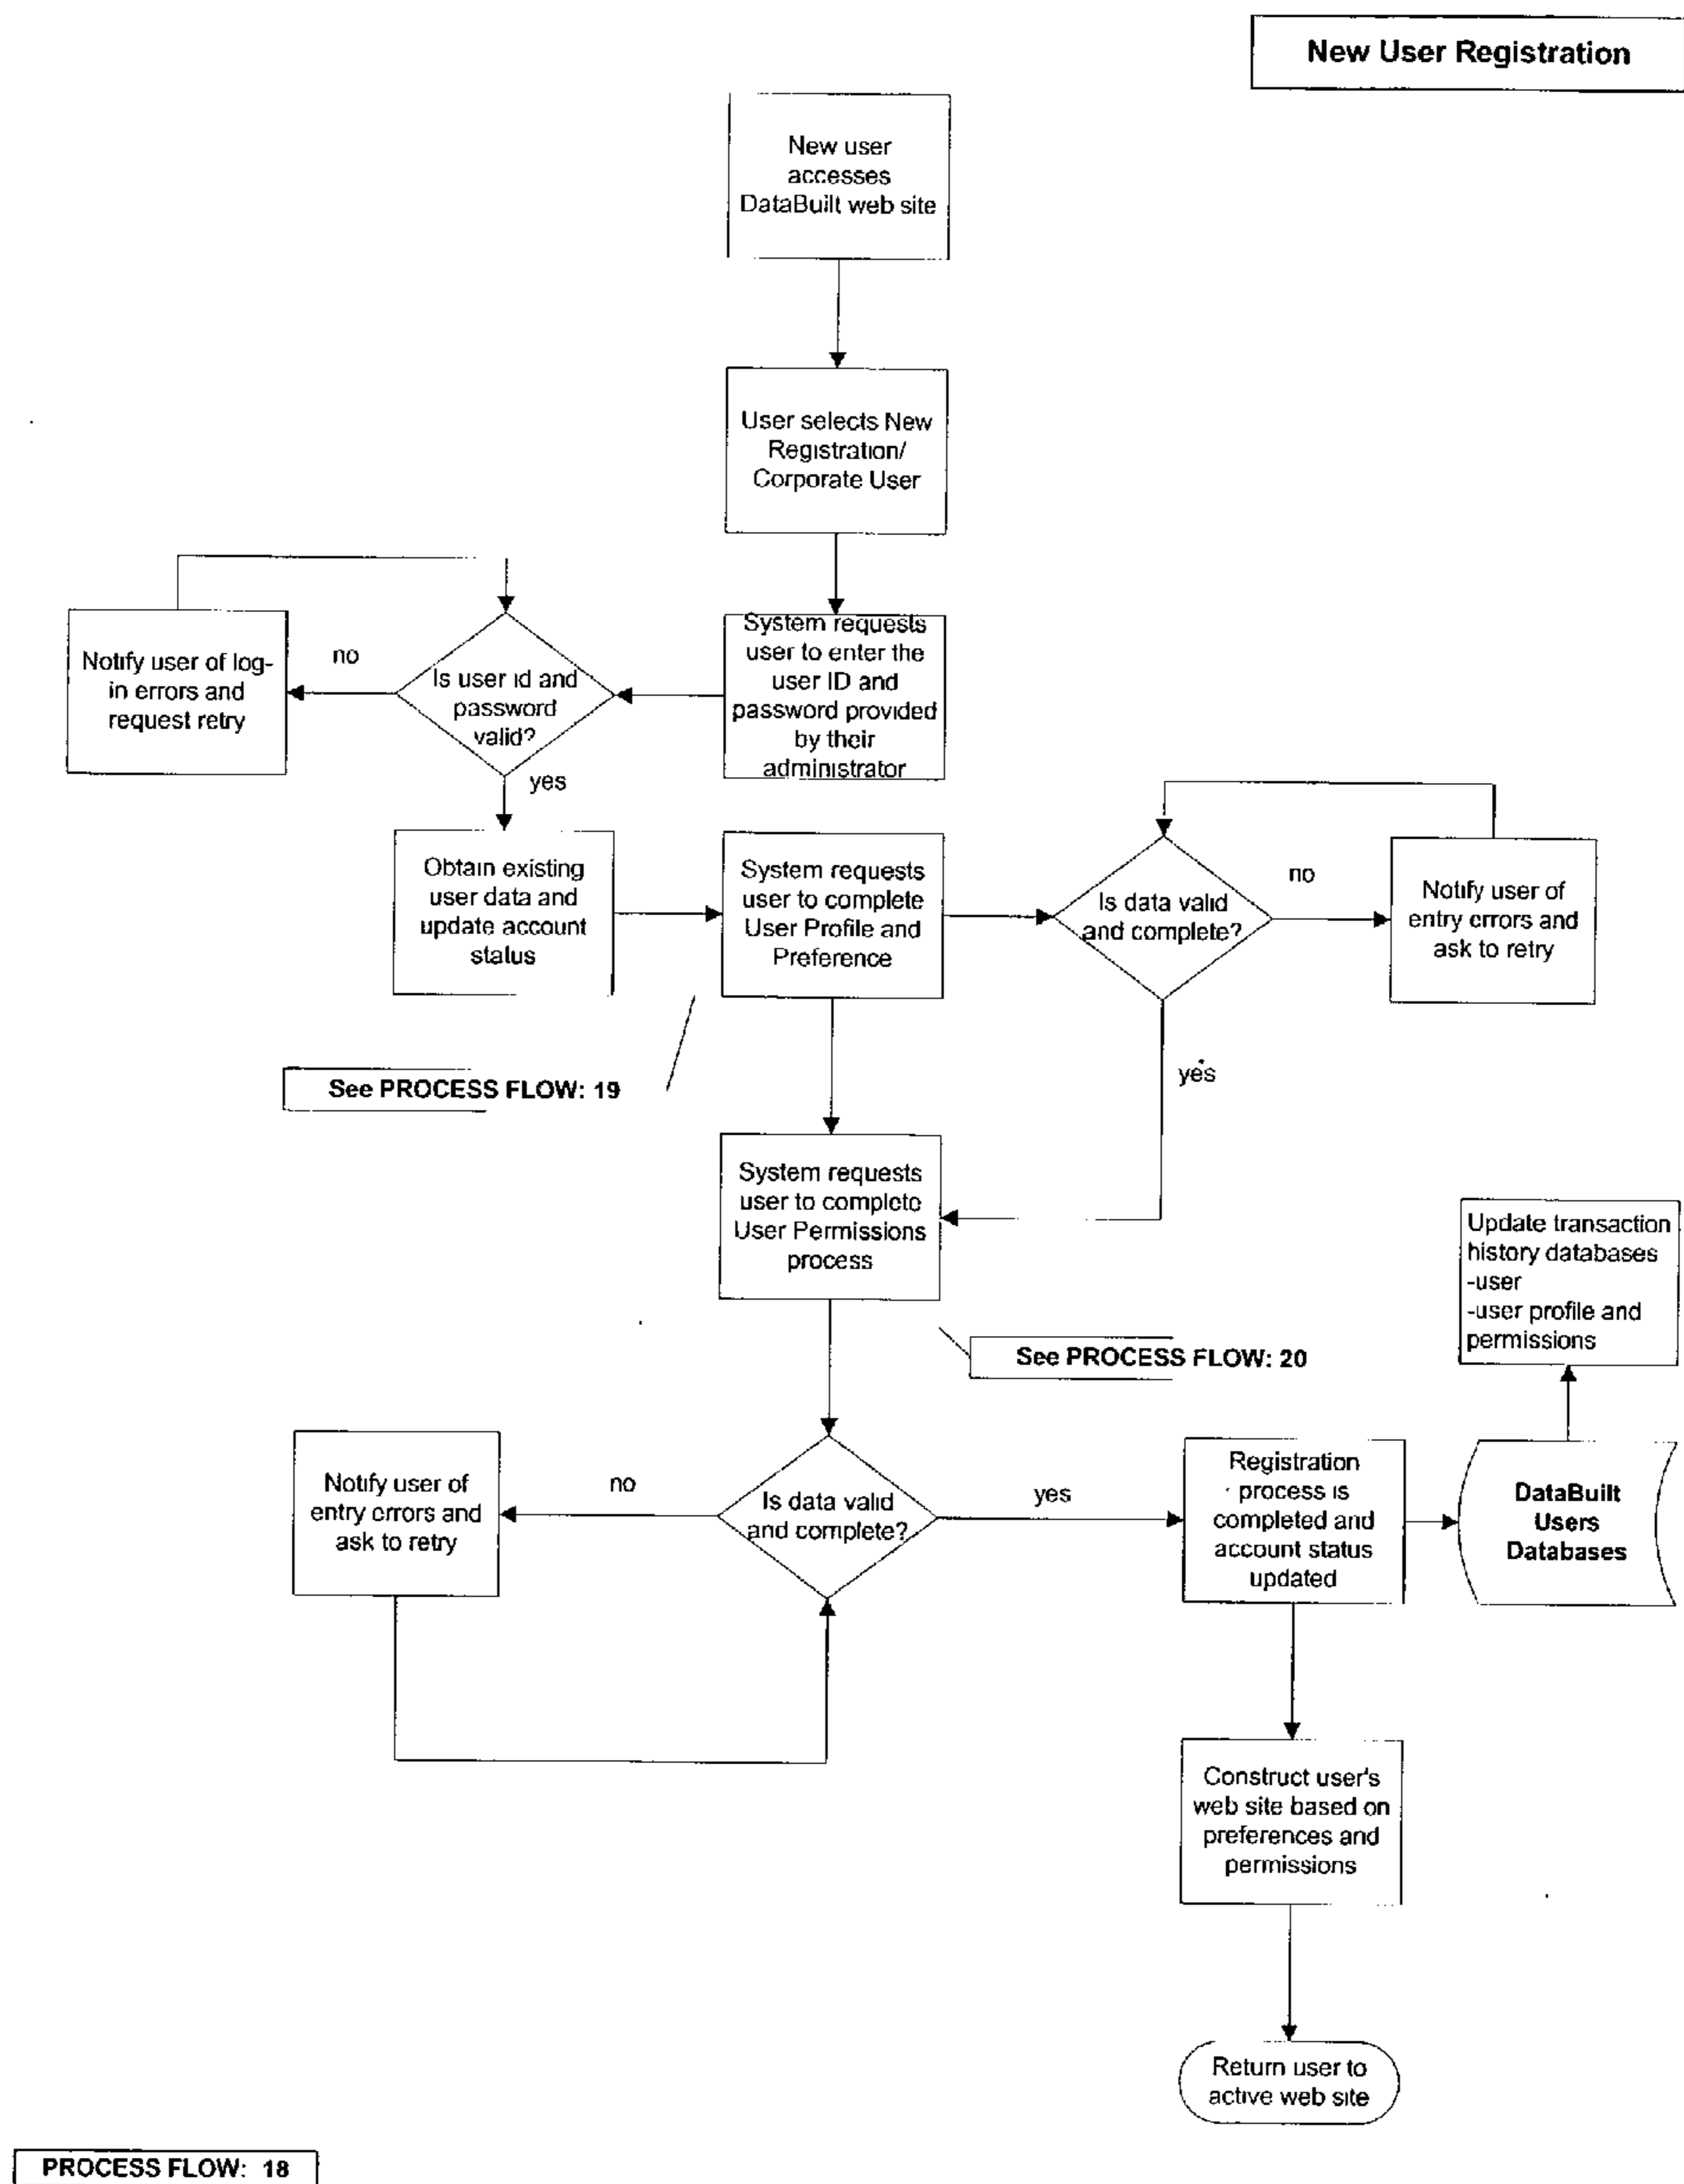 New User Registration
New user
accesses
DataBuilt web site
User selects New
Registration/
Corporate User
System requests
user to enter the
user ID and
password provided
by their
administrator
Is user id and
password
valid?
no
Notify user of log-
in errors and
request retry
yes
Obtain existing
user data and
update account
status
System requests
user to complete
User Profile and
Preference
Is data valid
and complete?
no
Notify user of
entry errors and
ask to retry
yes
See PROCESS FLOW: 19
System requests
user to complete
User Permissions
process
See PROCESS FLOW: 20
Update transaction
history databases
-user
-user profile and
permissions
Is data valid
and complete?
no
Notify user of
entry errors and
ask to retry
yes
Registration
process is
completed and
account status
updated
DataBuilt
Users
Databases
Construct user's
web site based on
preferences and
permissions
Return user to
active web site
PROCESS FLOW: 18